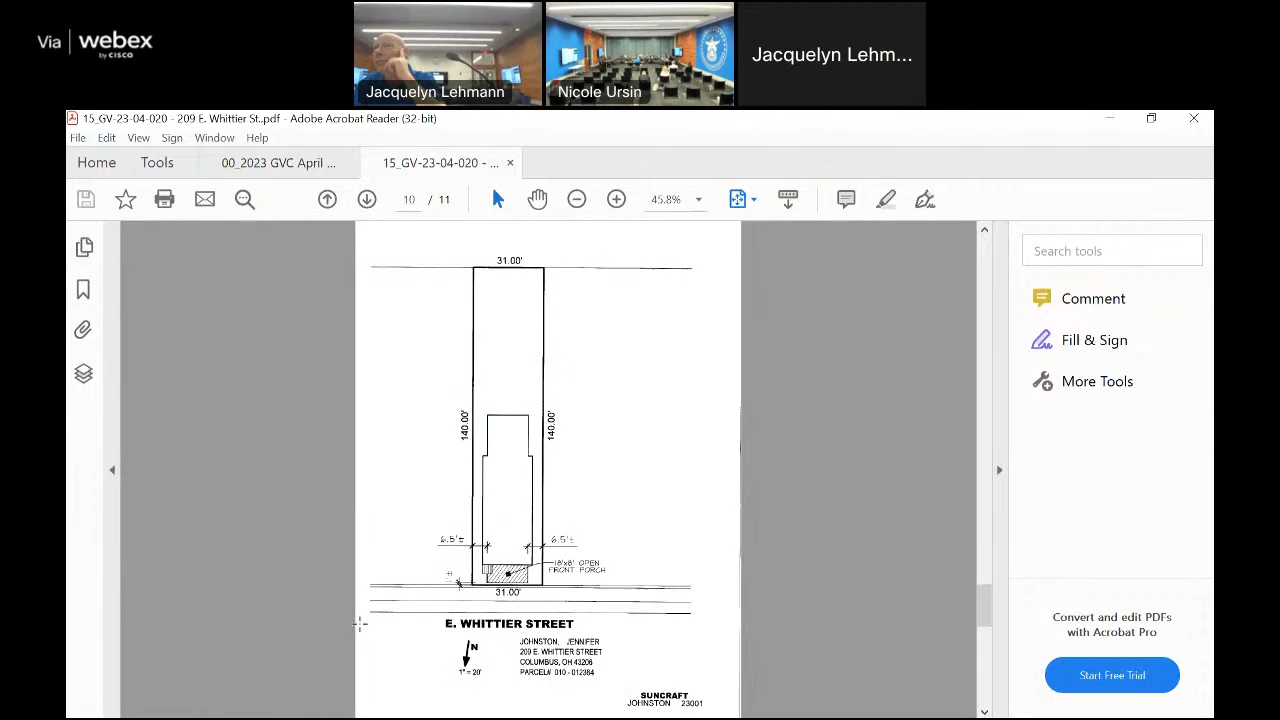 Via webex
by CISCO
Jacquelyn Lehmann
Nicole Ursin
Jacquelyn Lehm...
15_GV-23-04-020 - 209 E. Whittier St..pdf - Adobe Acrobat Reader (32-bit)
File Edit View Sign Window Help
Home Tools 00_2023 GVC April ... 15_GV-23-04-020 - ...
10 / 11 45.8%
31.00'
140.00' 140.00'
6.5'± 6.5'±
18'x8' OPEN
FRONT PORCH
31.00'
E. WHITTIER STREET
N
1" = 20'
JOHNSTON, JENNIFER
209 E. WHITTIER STREET
COLUMBUS, OH 43206
PARCEL# 010 - 012384
SUNCRAFT
JOHNSTON 23001
Search tools
Comment
Fill & Sign
More Tools
Convert and edit PDFs
with Acrobat Pro
Start Free Trial